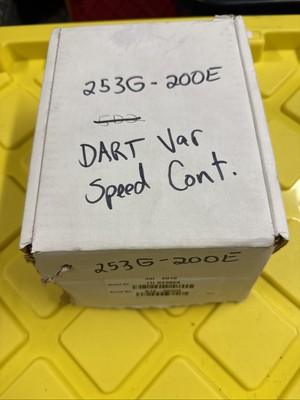 253G-200E
DART Var
Speed Cont.
253G-200E